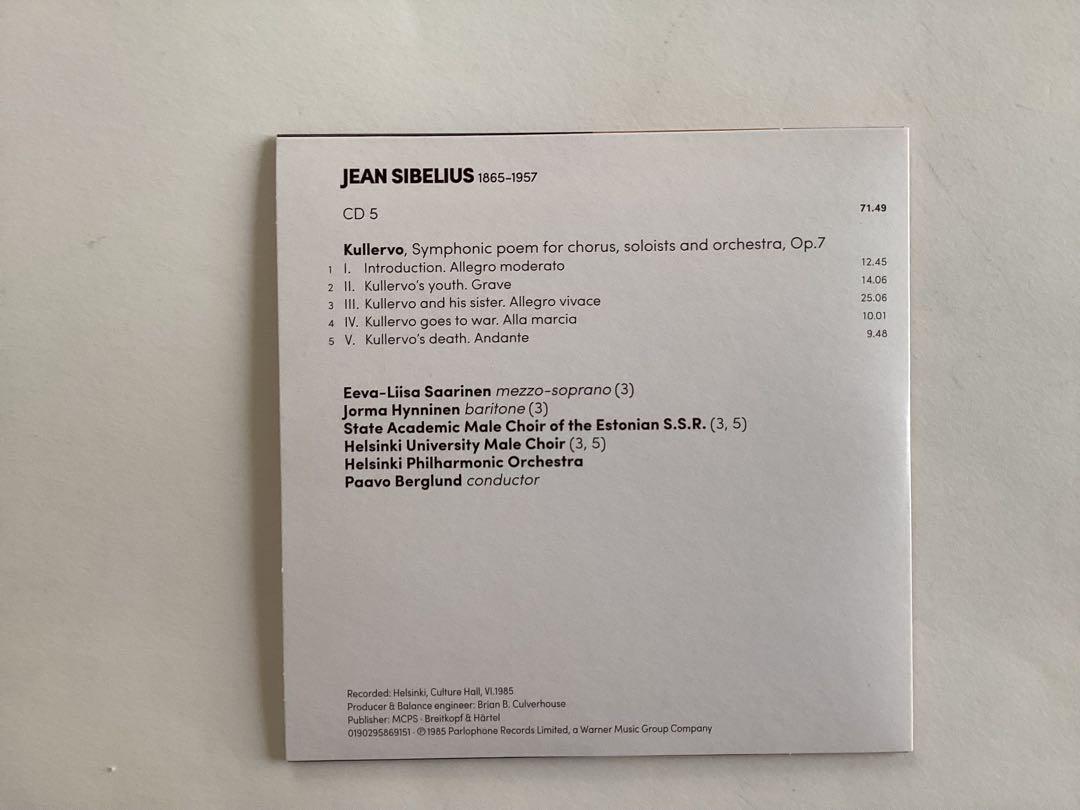 JEAN SIBELIUS 1865–1957
CD 5 71.49
Kullervo, Symphonic poem for chorus, soloists and orchestra, Op.7
1 I. Introduction. Allegro moderato 12.45
2 II. Kullervo's youth. Grave 14.06
3 III. Kullervo and his sister. Allegro vivace 25.06
4 IV. Kullervo goes to war. Alla marcia 10.01
5 V. Kullervo's death. Andante 9.48
Eeva-Liisa Saarinen mezzo-soprano (3)
Jorma Hynninen baritone (3)
State Academic Male Choir of the Estonian S.S.R. (3, 5)
Helsinki University Male Choir (3, 5)
Helsinki Philharmonic Orchestra
Paavo Berglund conductor
Recorded: Helsinki, Culture Hall, VI.1985
Producer & Balance engineer: Brian B. Culverhouse
Publisher: MCPS · Breitkopf & Härtel
0190295869151 · ℗ 1985 Parlophone Records Limited, a Warner Music Group Company